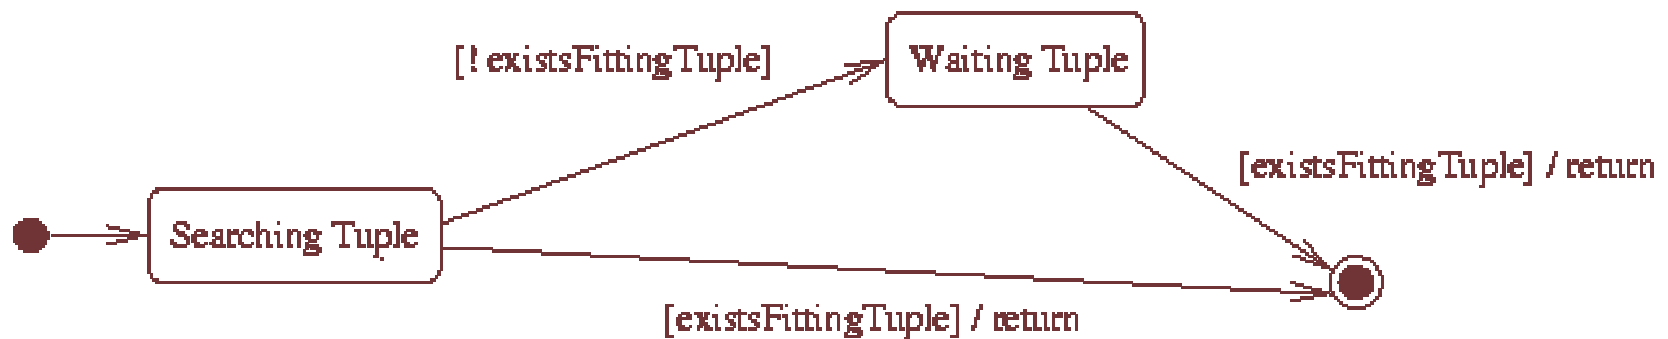 [! existsFittingTuple]
Waiting Tuple
[existsFittingTuple] / return
Searching Tuple
[existsFittingTuple] / return